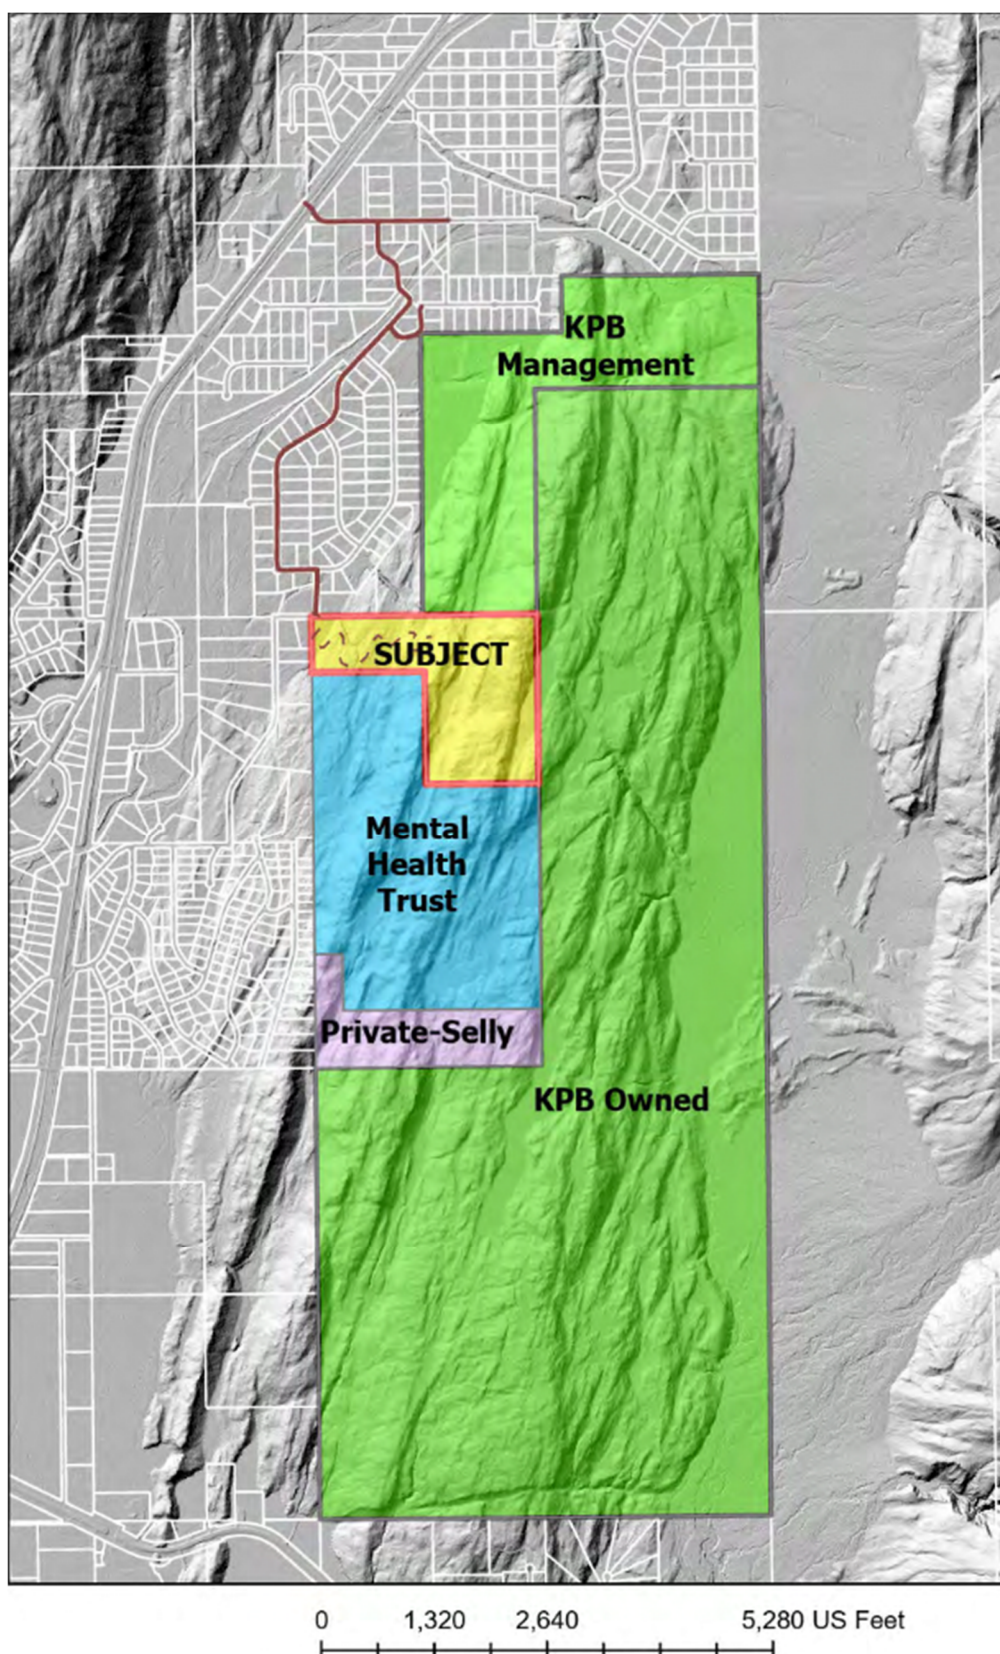 KPB
Management
SUBJECT
Mental
Health
Trust
Private-Selly
KPB Owned
0 1,320 2,640 5,280 US Feet